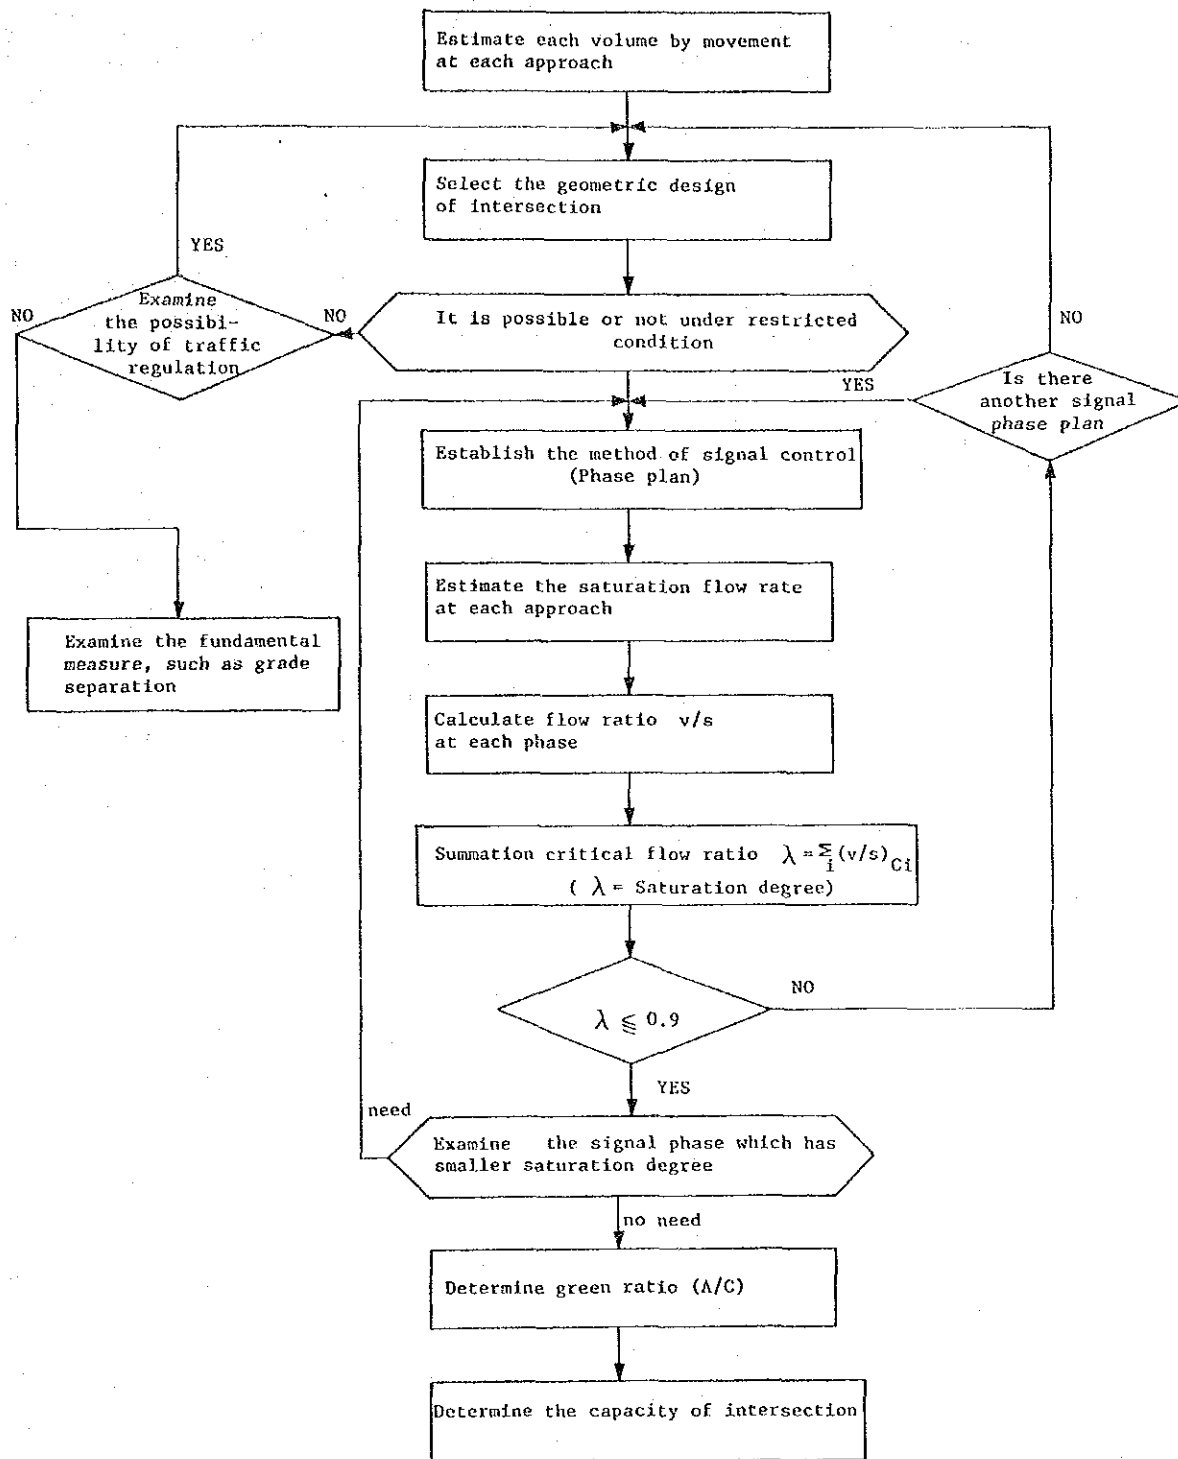 Estimate each volume by movement
at each approach
Select the geometric design
of intersection
YES
Examine
the possibi-
lity of traffic
regulation
NO
NO
It is possible or not under restricted
condition
NO
YES
Is there
another signal
phase plan
Establish the method of signal control
(Phase plan)
Estimate the saturation flow rate
at each approach
Examine the fundamental
measure, such as grade
separation
Calculate flow ratio v/s
at each phase
Summation critical flow ratio λ = Σi (v/s)Ci
( λ = Saturation degree)
λ ≦ 0.9
NO
YES
need
Examine the signal phase which has
smaller saturation degree
no need
Determine green ratio (A/C)
Determine the capacity of intersection